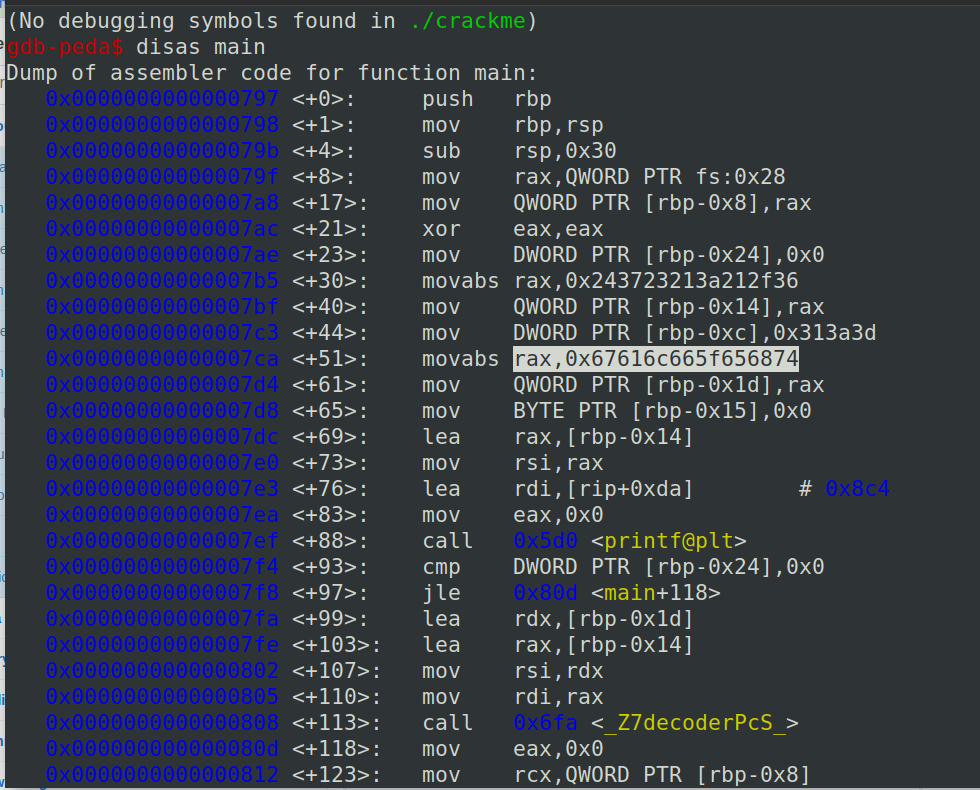 (No debugging symbols found in ./crackme)
gdb-peda$ disas main
Dump of assembler code for function main:
0x0000000000000797 <+0>: push rbp
0x0000000000000798 <+1>: mov rbp,rsp
0x000000000000079b <+4>: sub rsp,0x30
0x000000000000079f <+8>: mov rax,QWORD PTR fs:0x28
0x00000000000007a8 <+17>: mov QWORD PTR [rbp-0x8],rax
0x00000000000007ac <+21>: xor eax,eax
0x00000000000007ae <+23>: mov DWORD PTR [rbp-0x24],0x0
0x00000000000007b5 <+30>: movabs rax,0x243723213a212f36
0x00000000000007bf <+40>: mov QWORD PTR [rbp-0x14],rax
0x00000000000007c3 <+44>: mov DWORD PTR [rbp-0xc],0x313a3d
0x00000000000007ca <+51>: movabs rax,0x67616c665f656874
0x00000000000007d4 <+61>: mov QWORD PTR [rbp-0x1d],rax
0x00000000000007d8 <+65>: mov BYTE PTR [rbp-0x15],0x0
0x00000000000007dc <+69>: lea rax,[rbp-0x14]
0x00000000000007e0 <+73>: mov rsi,rax
0x00000000000007e3 <+76>: lea rdi,[rip+0xda] # 0x8c4
0x00000000000007ea <+83>: mov eax,0x0
0x00000000000007ef <+88>: call 0x5d0 <printf@plt>
0x00000000000007f4 <+93>: cmp DWORD PTR [rbp-0x24],0x0
0x00000000000007f8 <+97>: jle 0x80d <main+118>
0x00000000000007fa <+99>: lea rdx,[rbp-0x1d]
0x00000000000007fe <+103>: lea rax,[rbp-0x14]
0x0000000000000802 <+107>: mov rsi,rdx
0x0000000000000805 <+110>: mov rdi,rax
0x0000000000000808 <+113>: call 0x6fa <_Z7decoderPcS_>
0x000000000000080d <+118>: mov eax,0x0
0x0000000000000812 <+123>: mov rcx,QWORD PTR [rbp-0x8]